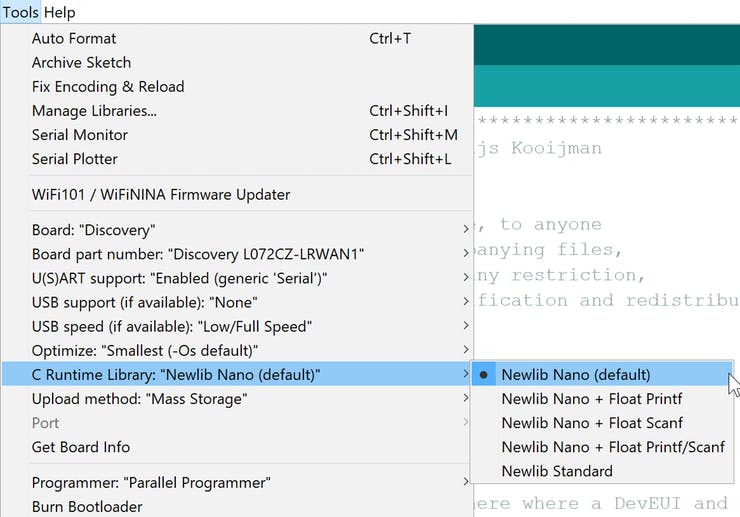 Tools Help
Auto Format Ctrl+T
Archive Sketch
Fix Encoding & Reload
Manage Libraries... Ctrl+Shift+I
Serial Monitor Ctrl+Shift+M
Serial Plotter Ctrl+Shift+L
WiFi101 / WiFiNINA Firmware Updater
Board: "Discovery"
Board part number: "Discovery L072CZ-LRWAN1"
U(S)ART support: "Enabled (generic 'Serial')"
USB support (if available): "None"
USB speed (if available): "Low/Full Speed"
Optimize: "Smallest (-Os default)"
C Runtime Library: "Newlib Nano (default)"
Upload method: "Mass Storage"
Port
Get Board Info
Programmer: "Parallel Programmer"
Burn Bootloader
Newlib Nano (default)
Newlib Nano + Float Printf
Newlib Nano + Float Scanf
Newlib Nano + Float Printf/Scanf
Newlib Standard
***********************
js Kooijman
, to anyone
panying files,
ny restriction,
fication and redistribu
ere where a DevEUI and